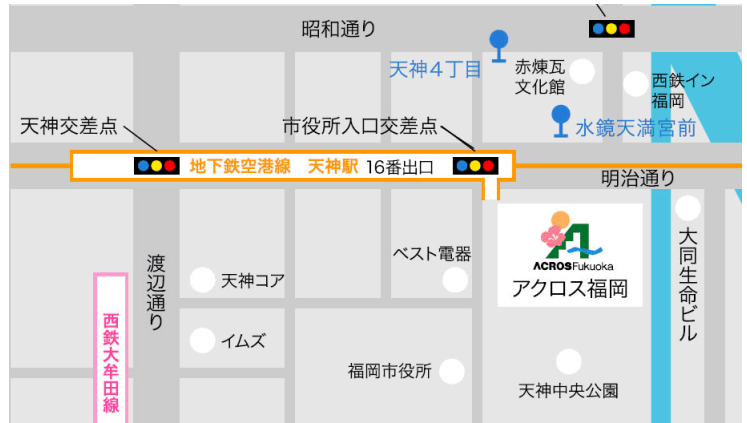 昭和通り
天神4丁目
赤煉瓦
文化館
西鉄イン
福岡
水鏡天満宮前
天神交差点
市役所入口交差点
地下鉄空港線 天神駅 16番出口
明治通り
渡辺通り
天神コア
ベスト電器
ACROS Fukuoka
アクロス福岡
大同生命ビル
イムズ
西鉄大牟田線
福岡市役所
天神中央公園